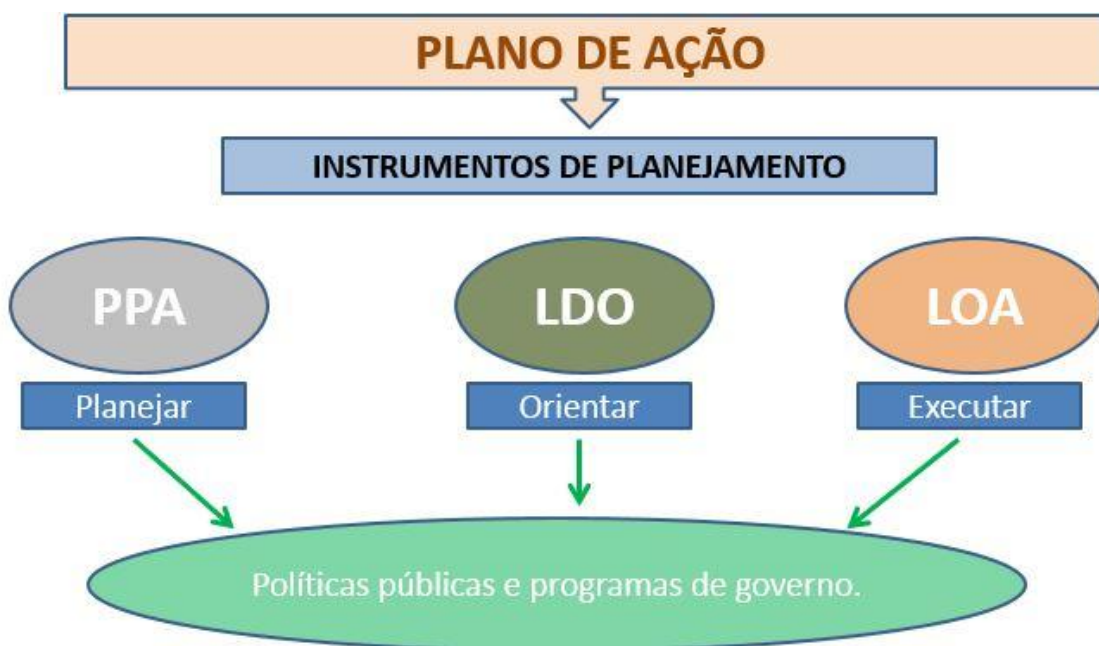 PLANO DE AÇÃO
INSTRUMENTOS DE PLANEJAMENTO
PPA
LDO
LOA
Planejar
Orientar
Executar
Políticas públicas e programas de governo.